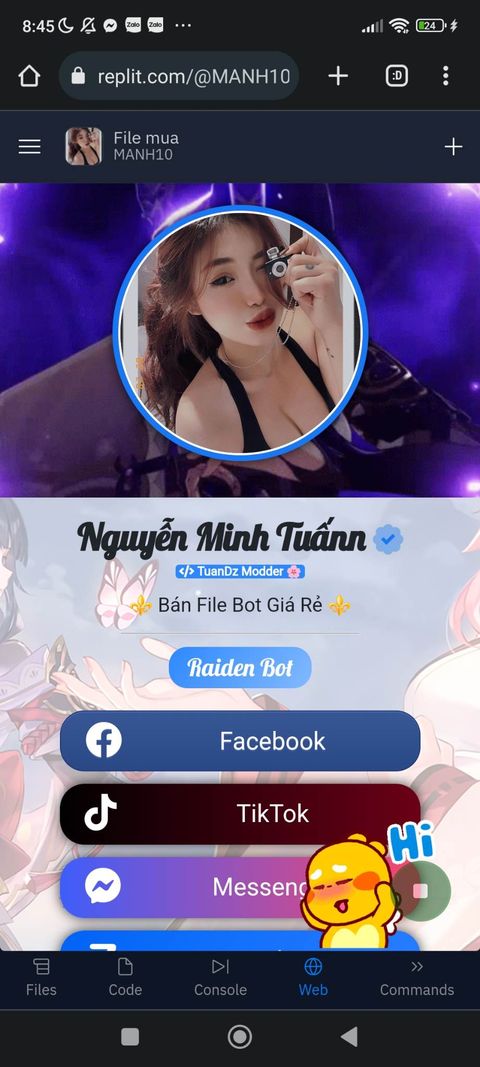 8:45
Zalo Zalo
24
replit.com/@MANH10
:D
File mua
MANH10
Nguyễn Minh Tuấnn
</> TuanDz Modder
Bán File Bot Giá Rẻ
Raiden Bot
Facebook
TikTok
Hi
Messeng
Files
Code
Console
Web
Commands